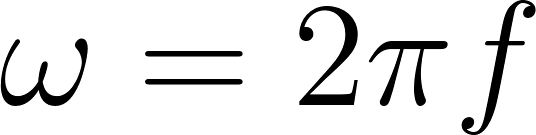 ω = 2πf